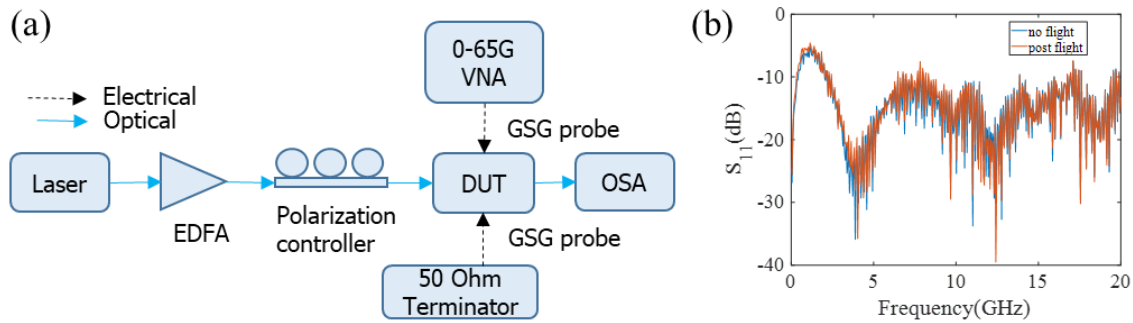 (a)
0-65G
VNA
Electrical
Optical
GSG probe
Laser
EDFA
Polarization
controller
DUT
OSA
GSG probe
50 Ohm
Terminator
(b)
0
-10
-20
-30
-40
S11(dB)
no flight
post flight
0
5
10
15
20
Frequency(GHz)